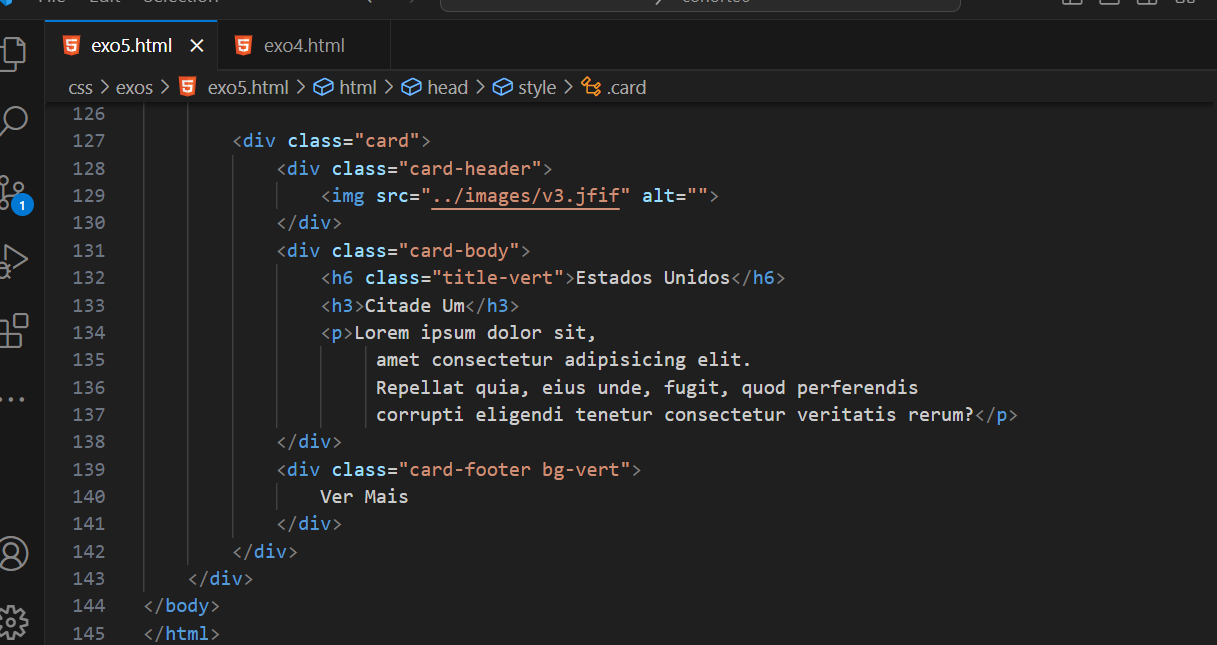 exo5.html
exo4.html
css > exos > exo5.html > html > head > style > .card
126
127 <div class="card">
128 <div class="card-header">
129 <img src="../images/v3.jfif" alt="">
130 </div>
131 <div class="card-body">
132 <h6 class="title-vert">Estados Unidos</h6>
133 <h3>Citade Um</h3>
134 <p>Lorem ipsum dolor sit,
135 amet consectetur adipisicing elit.
136 Repellat quia, eius unde, fugit, quod perferendis
137 corrupti eligendi tenetur consectetur veritatis rerum?</p>
138 </div>
139 <div class="card-footer bg-vert">
140 Ver Mais
141 </div>
142 </div>
143 </div>
144 </body>
145 </html>
1